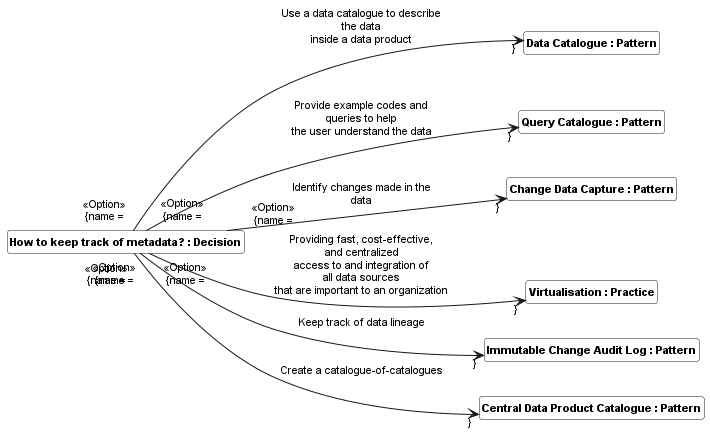 Use a data catalogue to describe
the data
inside a data product
}
Data Catalogue : Pattern
Provide example codes and
queries to help
the user understand the data
}
Query Catalogue : Pattern
Identify changes made in the
data
}
Change Data Capture : Pattern
«Option»
{name =
«Option»
{name =
«Option»
{name =
How to keep track of metadata? : Decision
«Option»
{name =
«Option»
{name =
«Option»
{name =
Providing fast, cost-effective,
and centralized
access to and integration of
all data sources
that are important to an organization
}
Virtualisation : Practice
Keep track of data lineage
}
Immutable Change Audit Log : Pattern
Create a catalogue-of-catalogues
}
Central Data Product Catalogue : Pattern